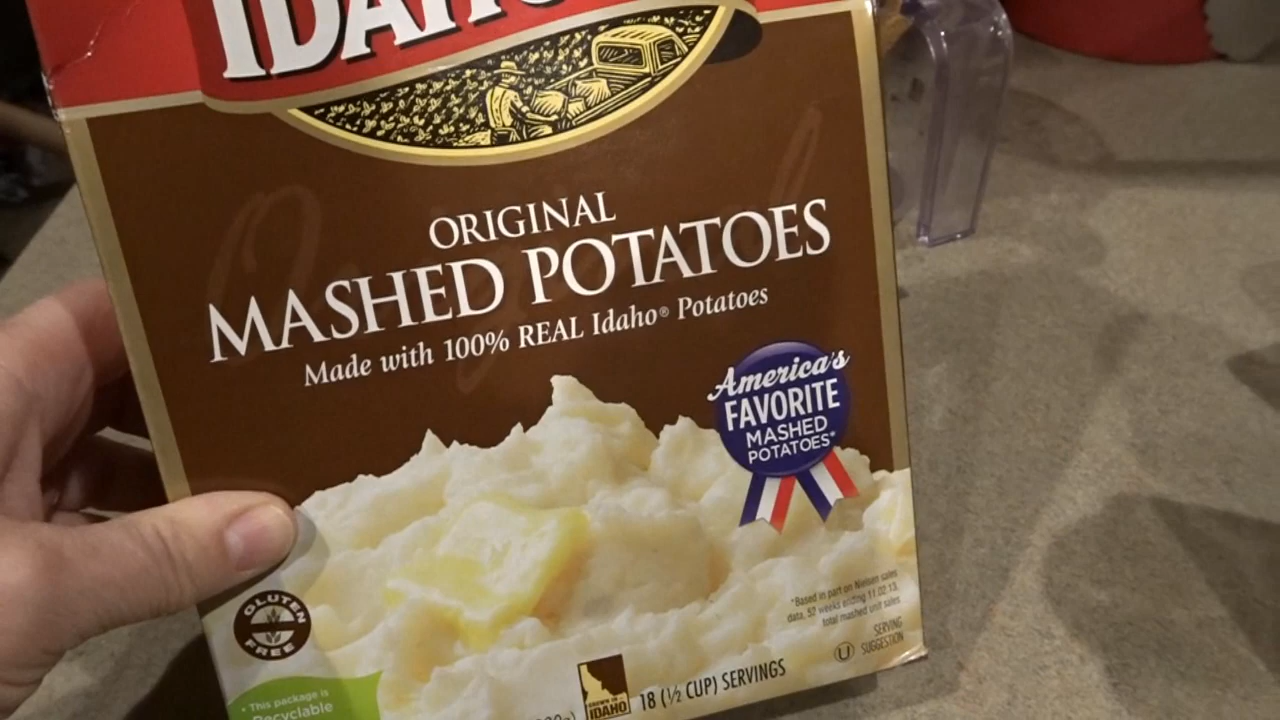 IDAHO
ORIGINAL
MASHED POTATOES
Made with 100% REAL Idaho® Potatoes
America's
FAVORITE
MASHED
POTATOES*
*Based in part on Nielsen sales
data, 52 weeks ending 11.02.13,
total mashed unit sales.
GLUTEN
FREE
U
SERVING
SUGGESTION
GROWN IN
IDAHO
18 (½ CUP) SERVINGS
• This package is
Recyclable